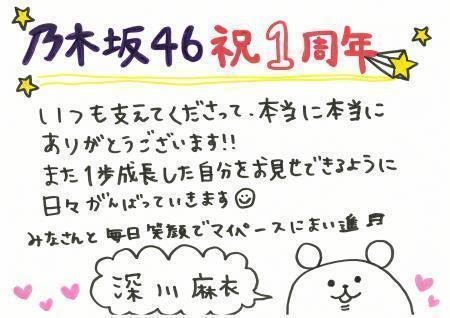 乃木坂46祝1周年
いつも支えてくださって、本当に本当に
ありがとうございます!!
また1歩成長した自分をお見せできるように
日々がんばっていきます☺
みなさんと毎日笑顔でマイペースにまい進♬
深川麻衣